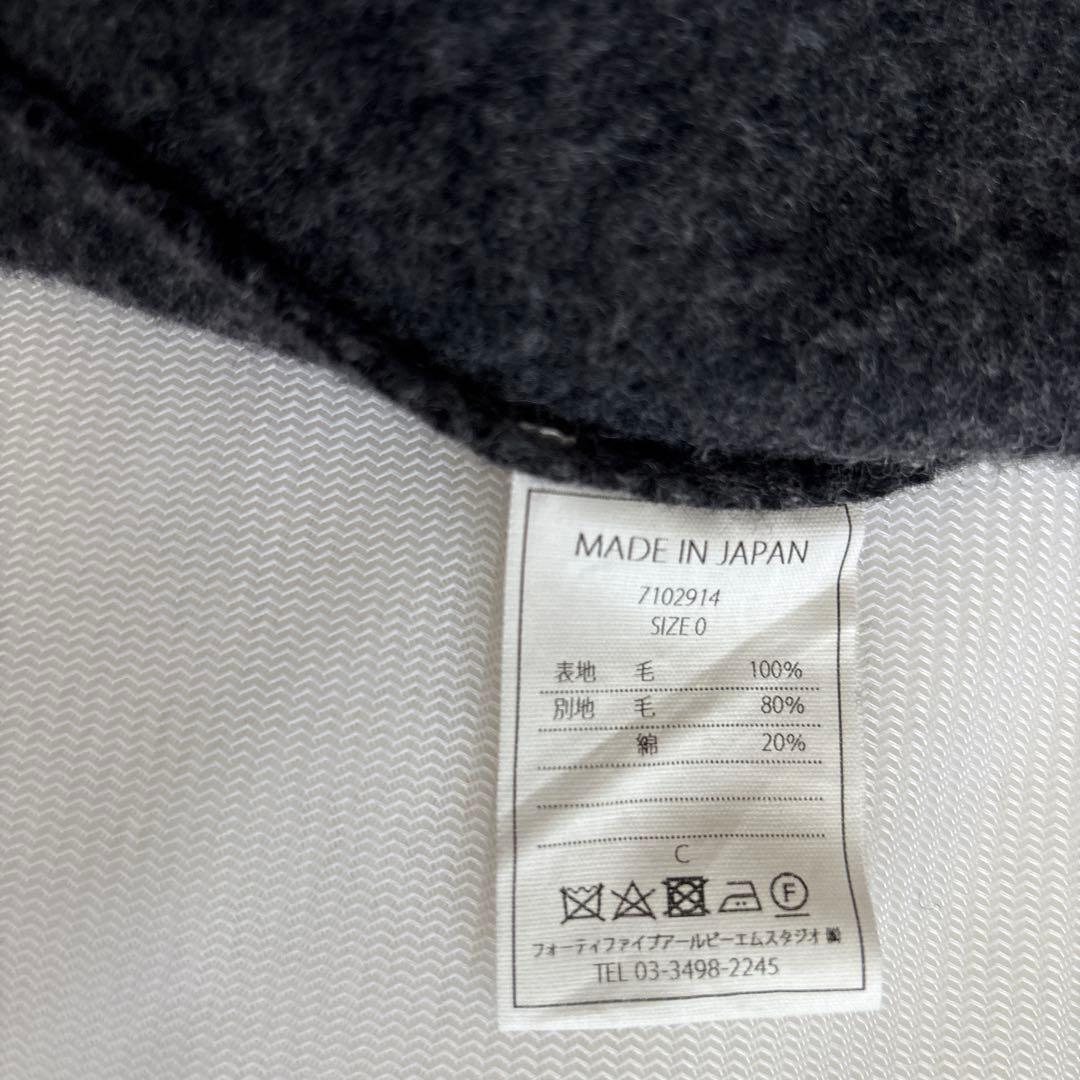 MADE IN JAPAN
7102914
SIZE 0
表地 毛 100%
別地 毛 80%
綿 20%
C
F
フォーティファイブアールピーエムスタジオ㈱
TEL 03-3498-2245